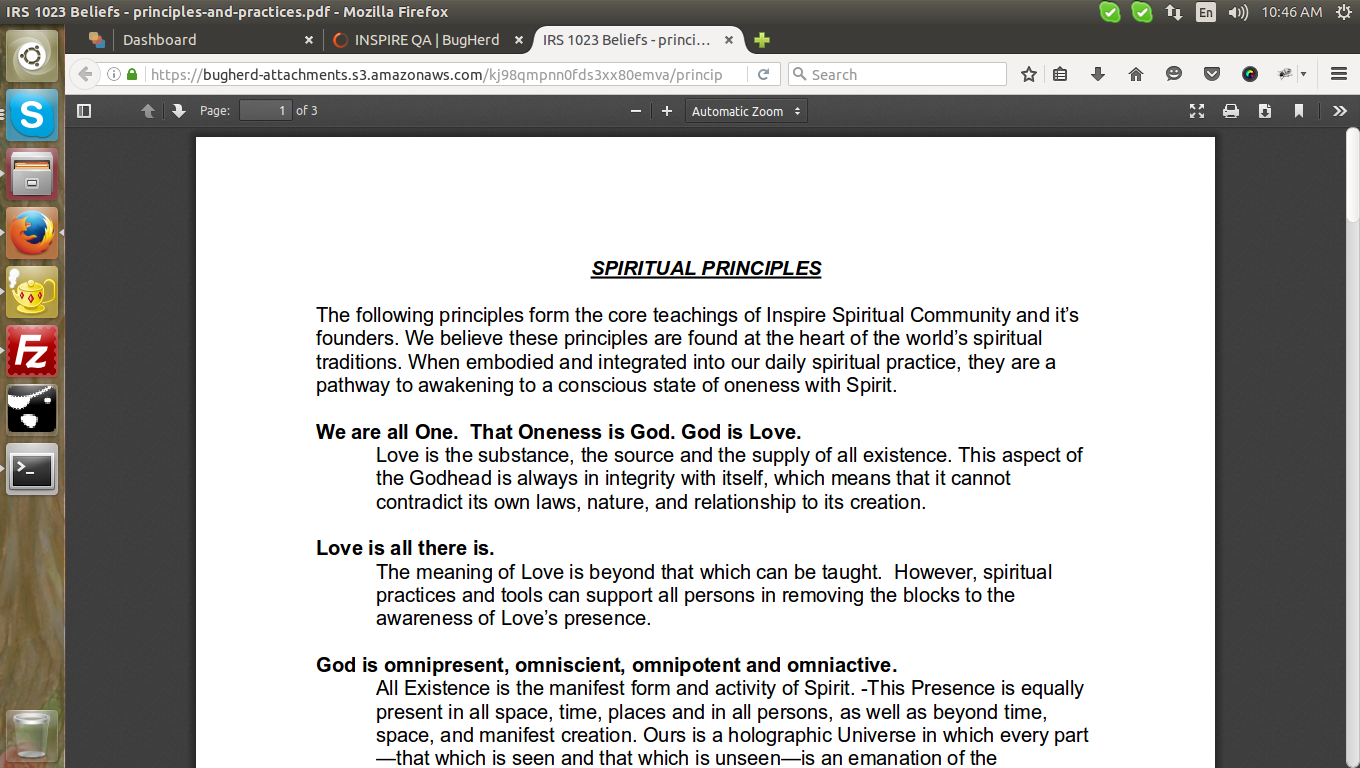 IRS 1023 Beliefs - principles-and-practices.pdf - Mozilla Firefox
En
10:46 AM
Dashboard
INSPIRE QA | BugHerd
IRS 1023 Beliefs - princi...
https://bugherd-attachments.s3.amazonaws.com/kj98qmpnn0fds3xx80emva/princip
Search
Page: 1 of 3
Automatic Zoom
S
Fz
>_
SPIRITUAL PRINCIPLES
The following principles form the core teachings of Inspire Spiritual Community and it’s
founders. We believe these principles are found at the heart of the world’s spiritual
traditions. When embodied and integrated into our daily spiritual practice, they are a
pathway to awakening to a conscious state of oneness with Spirit.
We are all One.  That Oneness is God. God is Love.
Love is the substance, the source and the supply of all existence. This aspect of
the Godhead is always in integrity with itself, which means that it cannot
contradict its own laws, nature, and relationship to its creation.
Love is all there is.
The meaning of Love is beyond that which can be taught.  However, spiritual
practices and tools can support all persons in removing the blocks to the
awareness of Love’s presence.
God is omnipresent, omniscient, omnipotent and omniactive.
All Existence is the manifest form and activity of Spirit. -This Presence is equally
present in all space, time, places and in all persons, as well as beyond time,
space, and manifest creation. Ours is a holographic Universe in which every part
—that which is seen and that which is unseen—is an emanation of the